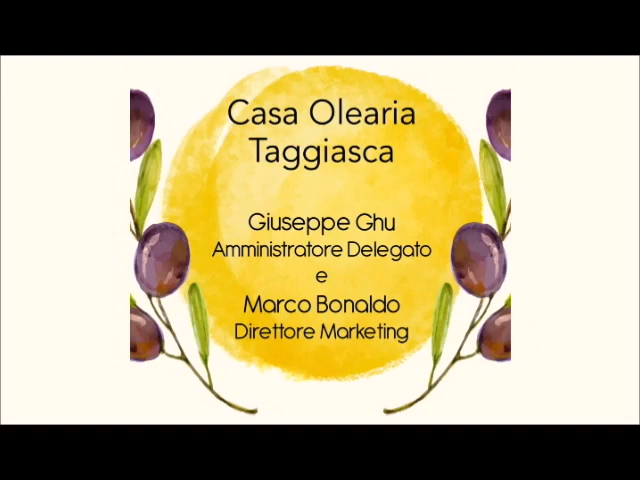 Casa Olearia
Taggiasca
Giuseppe Ghu
Amministratore Delegato
e
Marco Bonaldo
Direttore Marketing